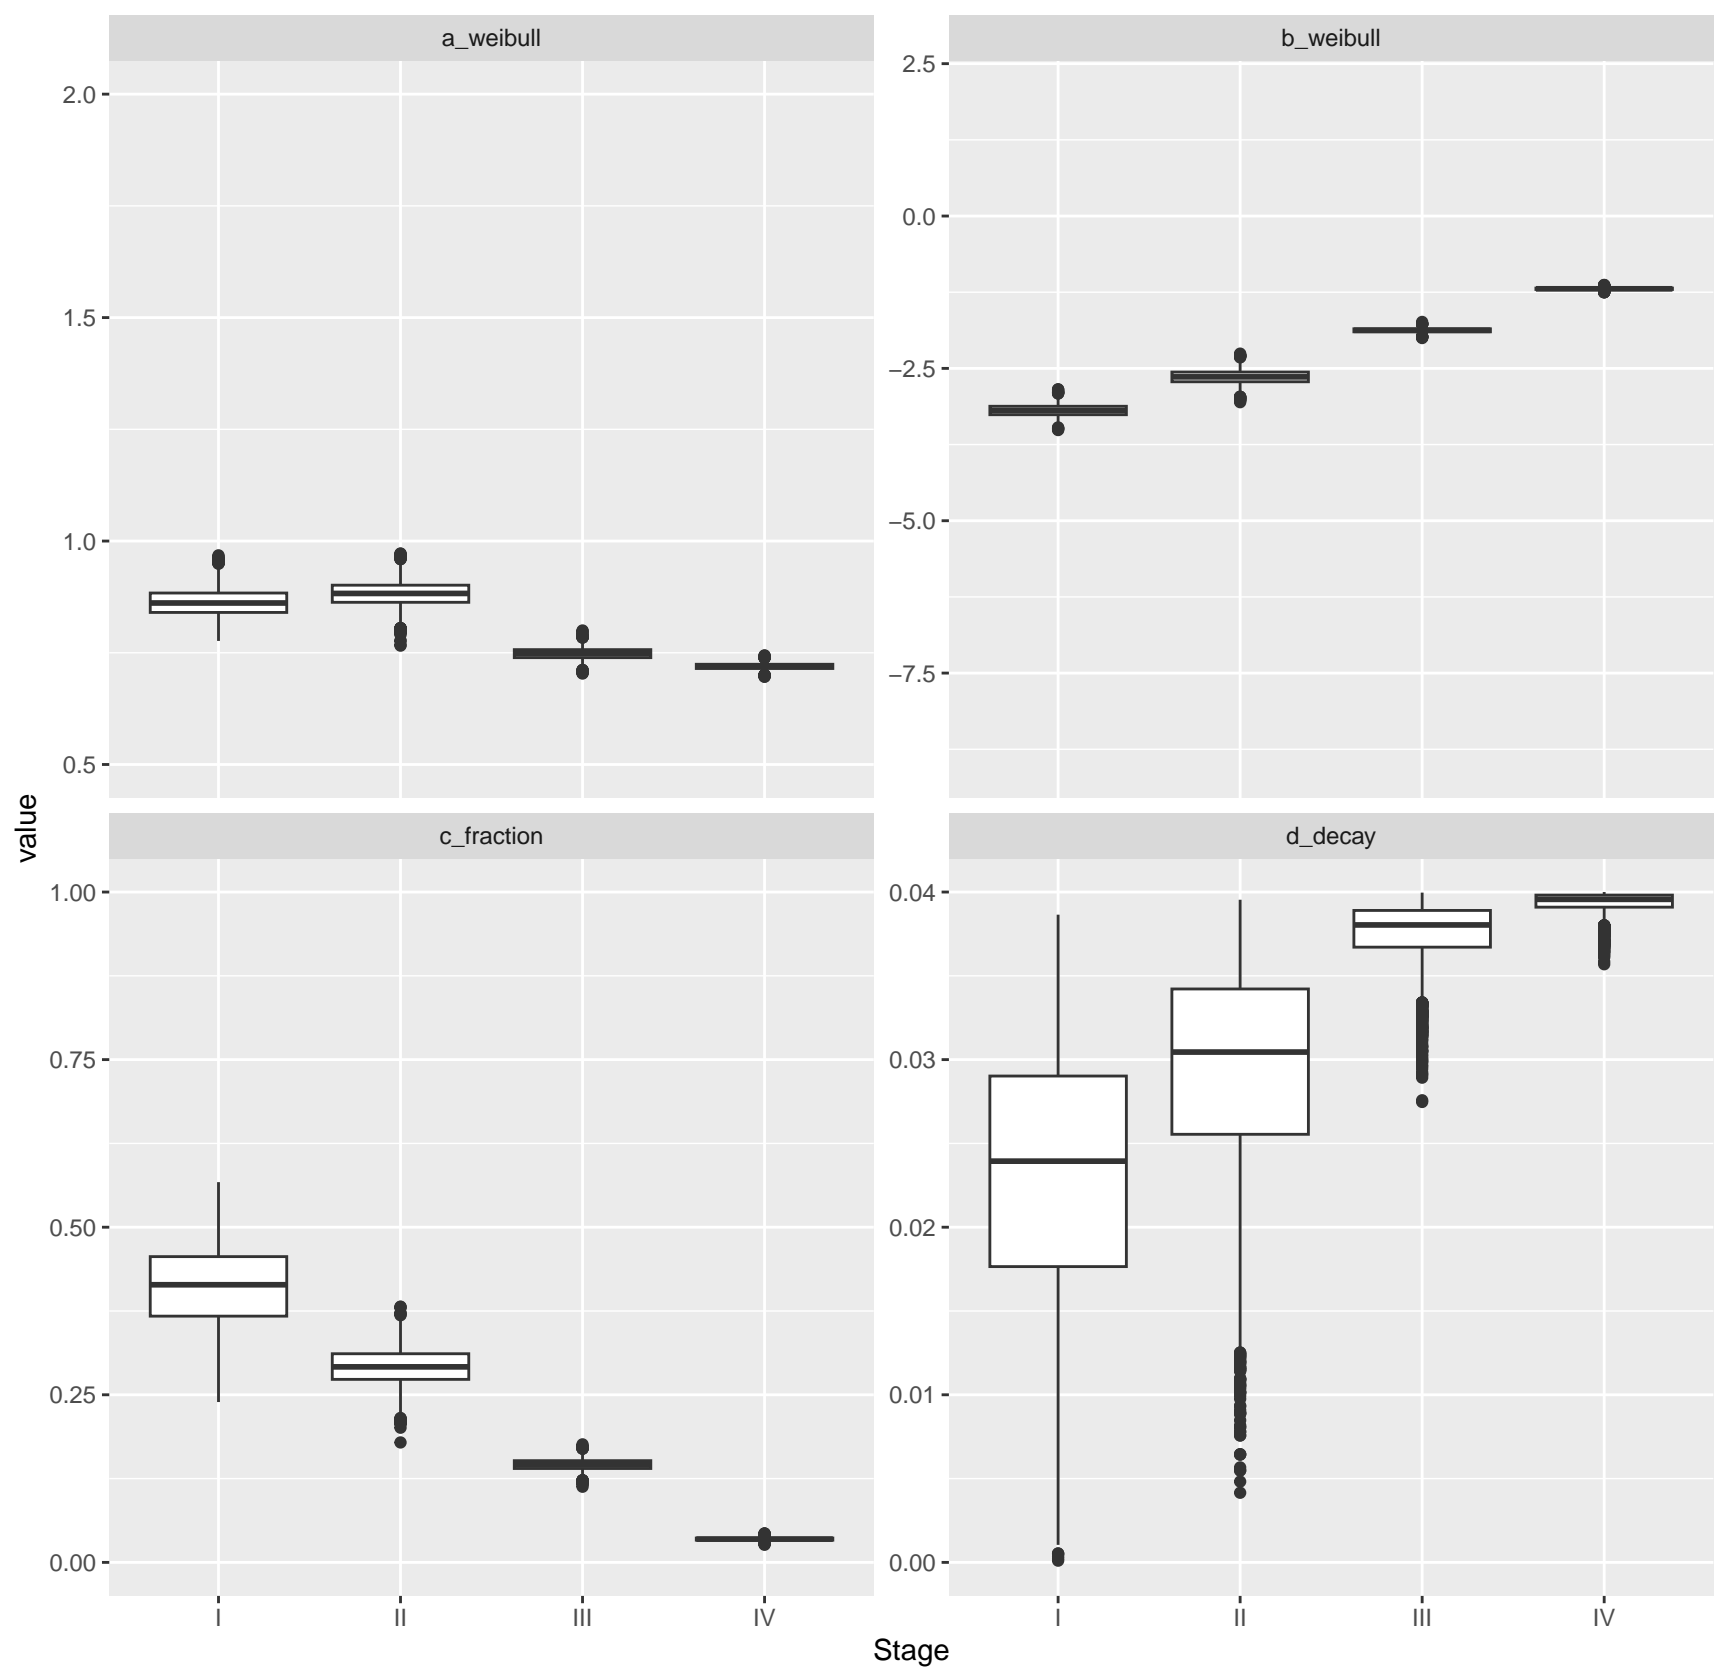 a_weibull
b_weibull
2.0
1.5
1.0
0.5
2.5
0.0
−2.5
−5.0
−7.5
value
c_fraction
d_decay
1.00
0.75
0.50
0.25
0.00
0.04
0.03
0.02
0.01
0.00
I II III IV
I II III IV
Stage